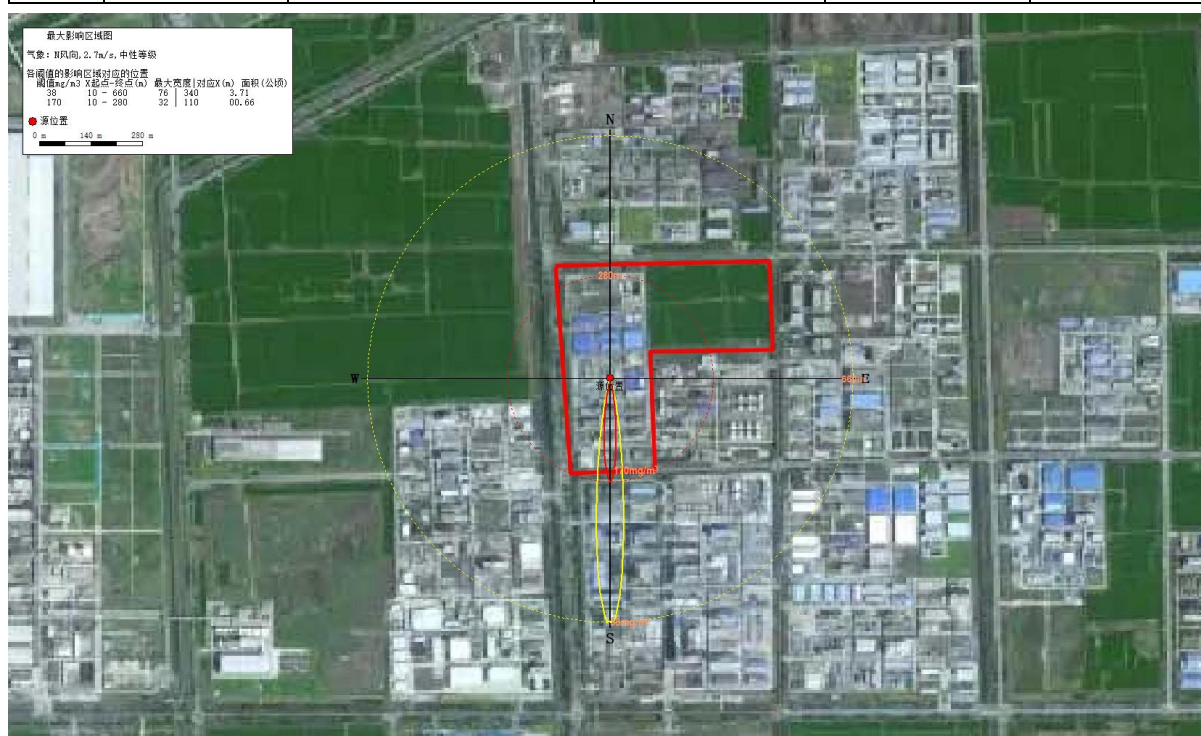 最大影响区域图
气象: N风向,2.7m/s,中性等级
各阈值的影响区域对应的位置
阈值mg/m3 X起点-终点(m) 最大宽度|对应X(m) 面积(公顷)
38 10 - 660 76 | 340 3.71
170 10 - 280 32 | 110 00.66
源位置
0 m 140 m 280 m
N
280m
W
E
源位置
170mg/m³
S